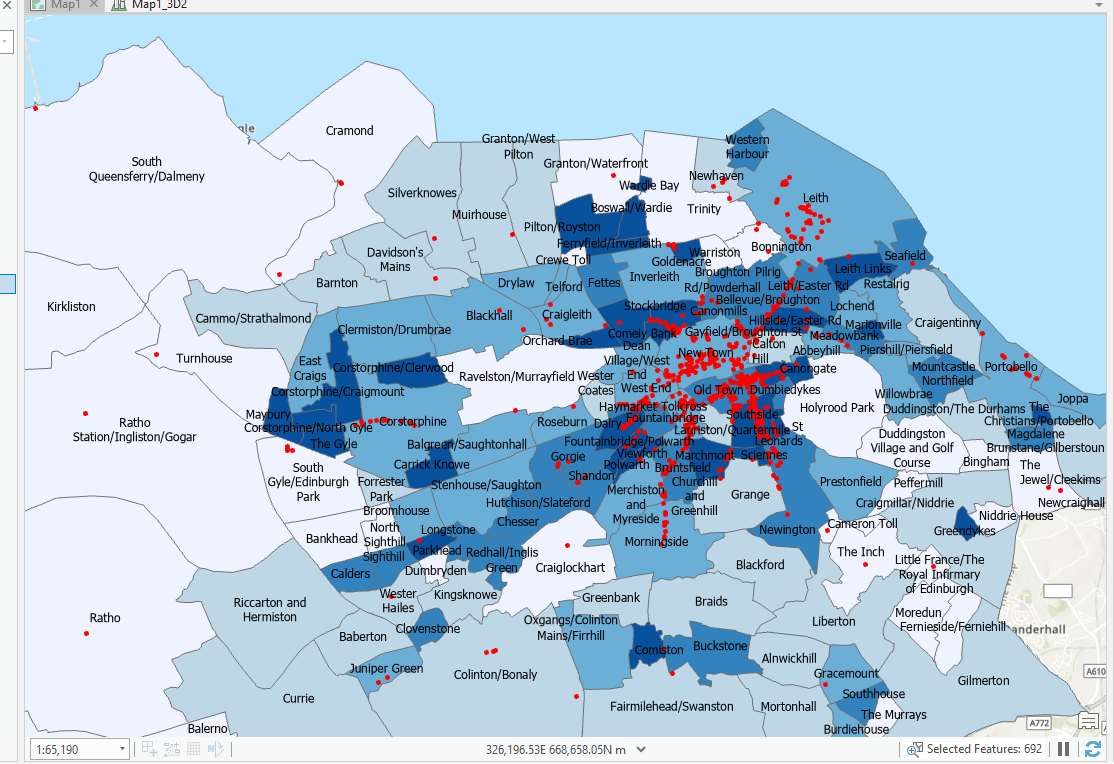 Map1
Map1_3D2
Cramond
South
Queensferry/Dalmeny
Granton/West
Pilton
Western
Harbour
Granton/Waterfront
Newhaven
Wardie Bay
Silverknowes
Leith
Boswall/Wardie
Trinity
Muirhouse
Pilton/Royston
Ferryfield/Inverleith
Bonnington
Davidson's
Mains
Warriston
Seafield
Crewe Toll
Goldenacre
Leith Links
Barnton
Drylaw
Telford
Fettes
Inverleith
Broughton
Rd/Powderhall
Pilrig
Leith/Easter Rd
Restalrig
Kirkliston
Cammo/Strathalmond
Blackhall
Craigleith
Stockbridge
Canonmills
Bellevue/Broughton
Lochend
Clermiston/Drumbrae
Orchard Brae
Comely Bank
Gayfield/Broughton St
Hillside/Easter Rd
Marionville
Craigentinny
Meadowbank
Turnhouse
Dean
Village/West
End
New Town
Calton
Hill
Abbeyhill
Piershill/Piersfield
East
Craigs
Corstorphine/Clerwood
Ravelston/Murrayfield
Wester
Coates
West End
Canongate
Mountcastle
Northfield
Portobello
Corstorphine/Craigmount
Old Town
Dumbiedykes
Willowbrae
Joppa
Maybury
Haymarket
Tollcross
Holyrood Park
Duddingston/The Durhams
The
Christians/Portobello
Ratho
Station/Ingliston/Gogar
Corstorphine/North Gyle
Corstorphine
Roseburn
Dalry
Fountainbridge
Southside
Lauriston/Quartermile
St
Leonards
Duddingston
Village and Golf
Course
Magdalene
Brunstane/Gilberstoun
The Gyle
Balgreen/Saughtonhall
Fountainbridge/Polwarth
Gorgie
Viewforth
Marchmont
Sciennes
Bingham
The
Jewel/Cleekims
South
Gyle/Edinburgh
Park
Carrick Knowe
Polwarth
Bruntsfield
Forrester
Park
Stenhouse/Saughton
Shandon
Merchiston
and
Myreside
Churchill
and
Greenhill
Grange
Prestonfield
Peffermill
Broomhouse
Hutchison/Slateford
Craigmillar/Niddrie
Newcraighall
Niddrie House
Bankhead
North
Sighthill
Longstone
Chesser
Morningside
Newington
Cameron Toll
Greendykes
Sighthill
Parkhead
Redhall/Inglis
Green
Craiglockhart
Blackford
The Inch
Little France/The
Royal Infirmary
of Edinburgh
Calders
Dumbryden
Wester
Hailes
Kingsknowe
Greenbank
Braids
Riccarton and
Hermiston
Ratho
Liberton
Moredun
Fernieside/Ferniehill
anderhall
Baberton
Clovenstone
Oxgangs/Colinton
Mains/Firrhill
Comiston
Buckstone
Alnwickhill
Juniper Green
Colinton/Bonaly
Gracemount
A610
Gilmerton
Currie
Fairmilehead/Swanston
Mortonhall
Southhouse
The Murrays
Burdiehouse
Balerno
A772
1:65,190
326,196.53E 668,658.05N m
Selected Features: 692